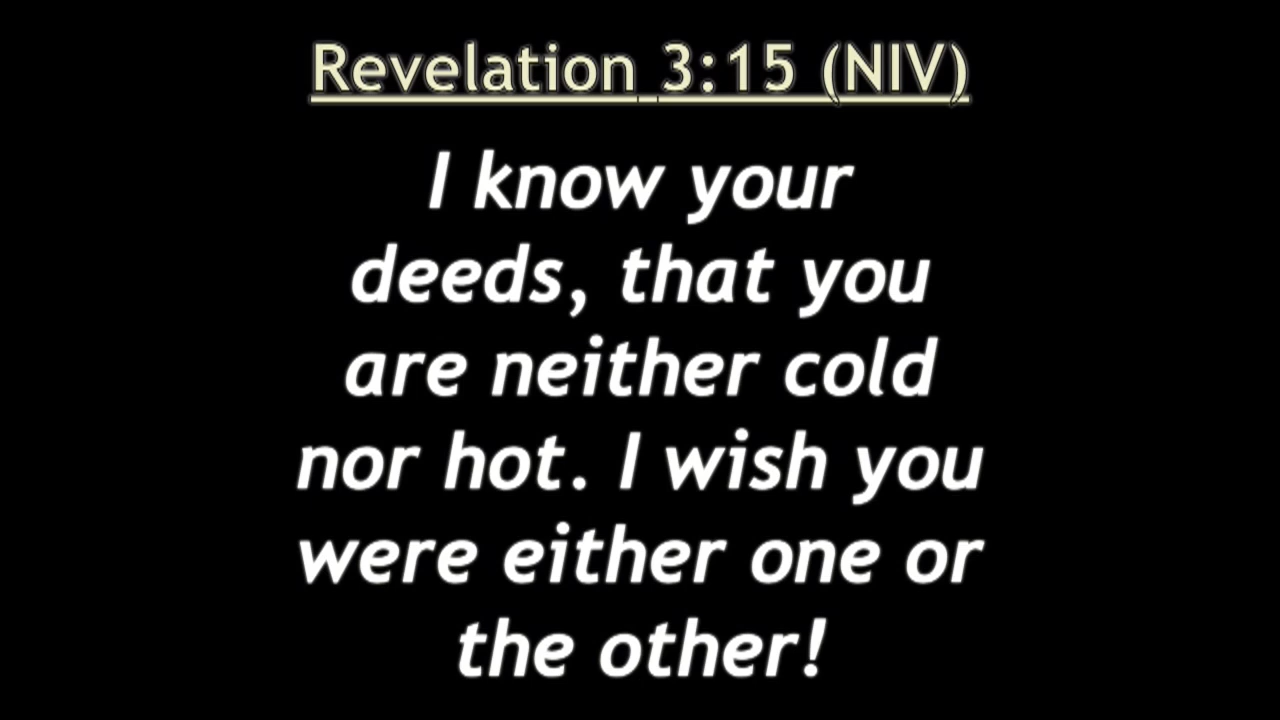 Revelation 3:15 (NIV)
I know your
deeds, that you
are neither cold
nor hot. I wish you
were either one or
the other!